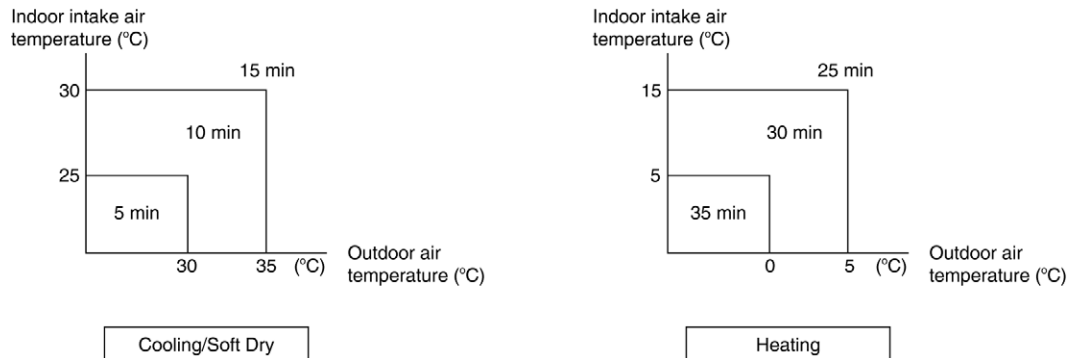 Indoor intake air
temperature (°C)
15 min
30
10 min
25
5 min
30 35 (°C)
Outdoor air
temperature (°C)
Cooling/Soft Dry
Indoor intake air
temperature (°C)
25 min
15
30 min
5
35 min
0 5 (°C)
Outdoor air
temperature (°C)
Heating